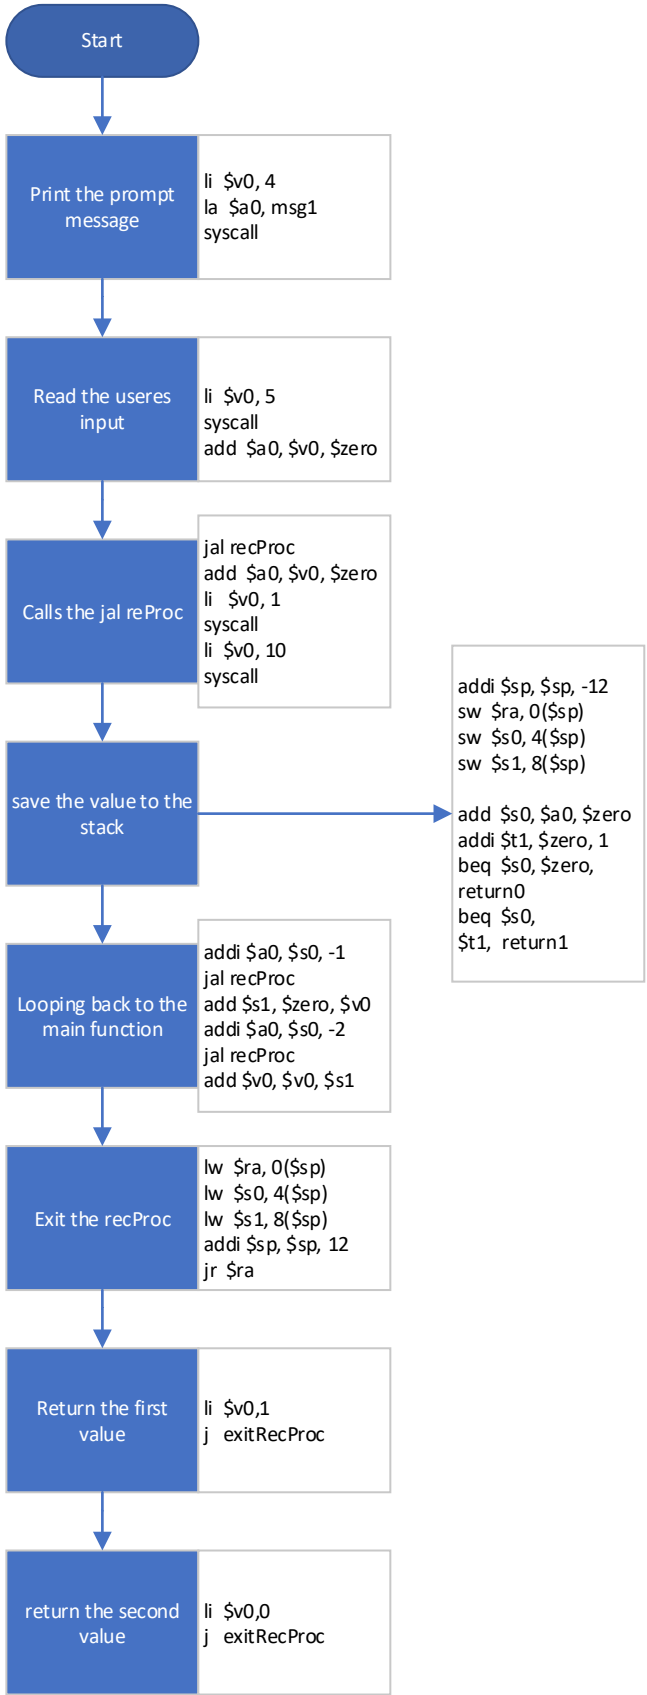 Start
Print the prompt
message
li  $v0, 4
la  $a0, msg1
syscall
Read the useres
input
li  $v0, 5
syscall
add  $a0, $v0, $zero
Calls the jal reProc
jal recProc
add  $a0, $v0, $zero
li   $v0, 1
syscall
li  $v0, 10
syscall
save the value to the
stack
addi $sp, $sp, -12
sw  $ra, 0($sp)
sw  $s0, 4($sp)
sw  $s1, 8($sp)
add  $s0, $a0, $zero
addi $t1, $zero, 1
beq  $s0, $zero,
return0
beq  $s0,
$t1,  return1
Looping back to the
main function
addi $a0, $s0, -1
jal recProc
add $s1, $zero, $v0
addi $a0, $s0, -2
jal recProc
add $v0, $v0, $s1
Exit the recProc
lw  $ra, 0($sp)
lw  $s0, 4($sp)
lw  $s1, 8($sp)
addi $sp, $sp, 12
jr  $ra
Return the first
value
li  $v0,1
j   exitRecProc
return the second
value
li  $v0,0
j   exitRecProc